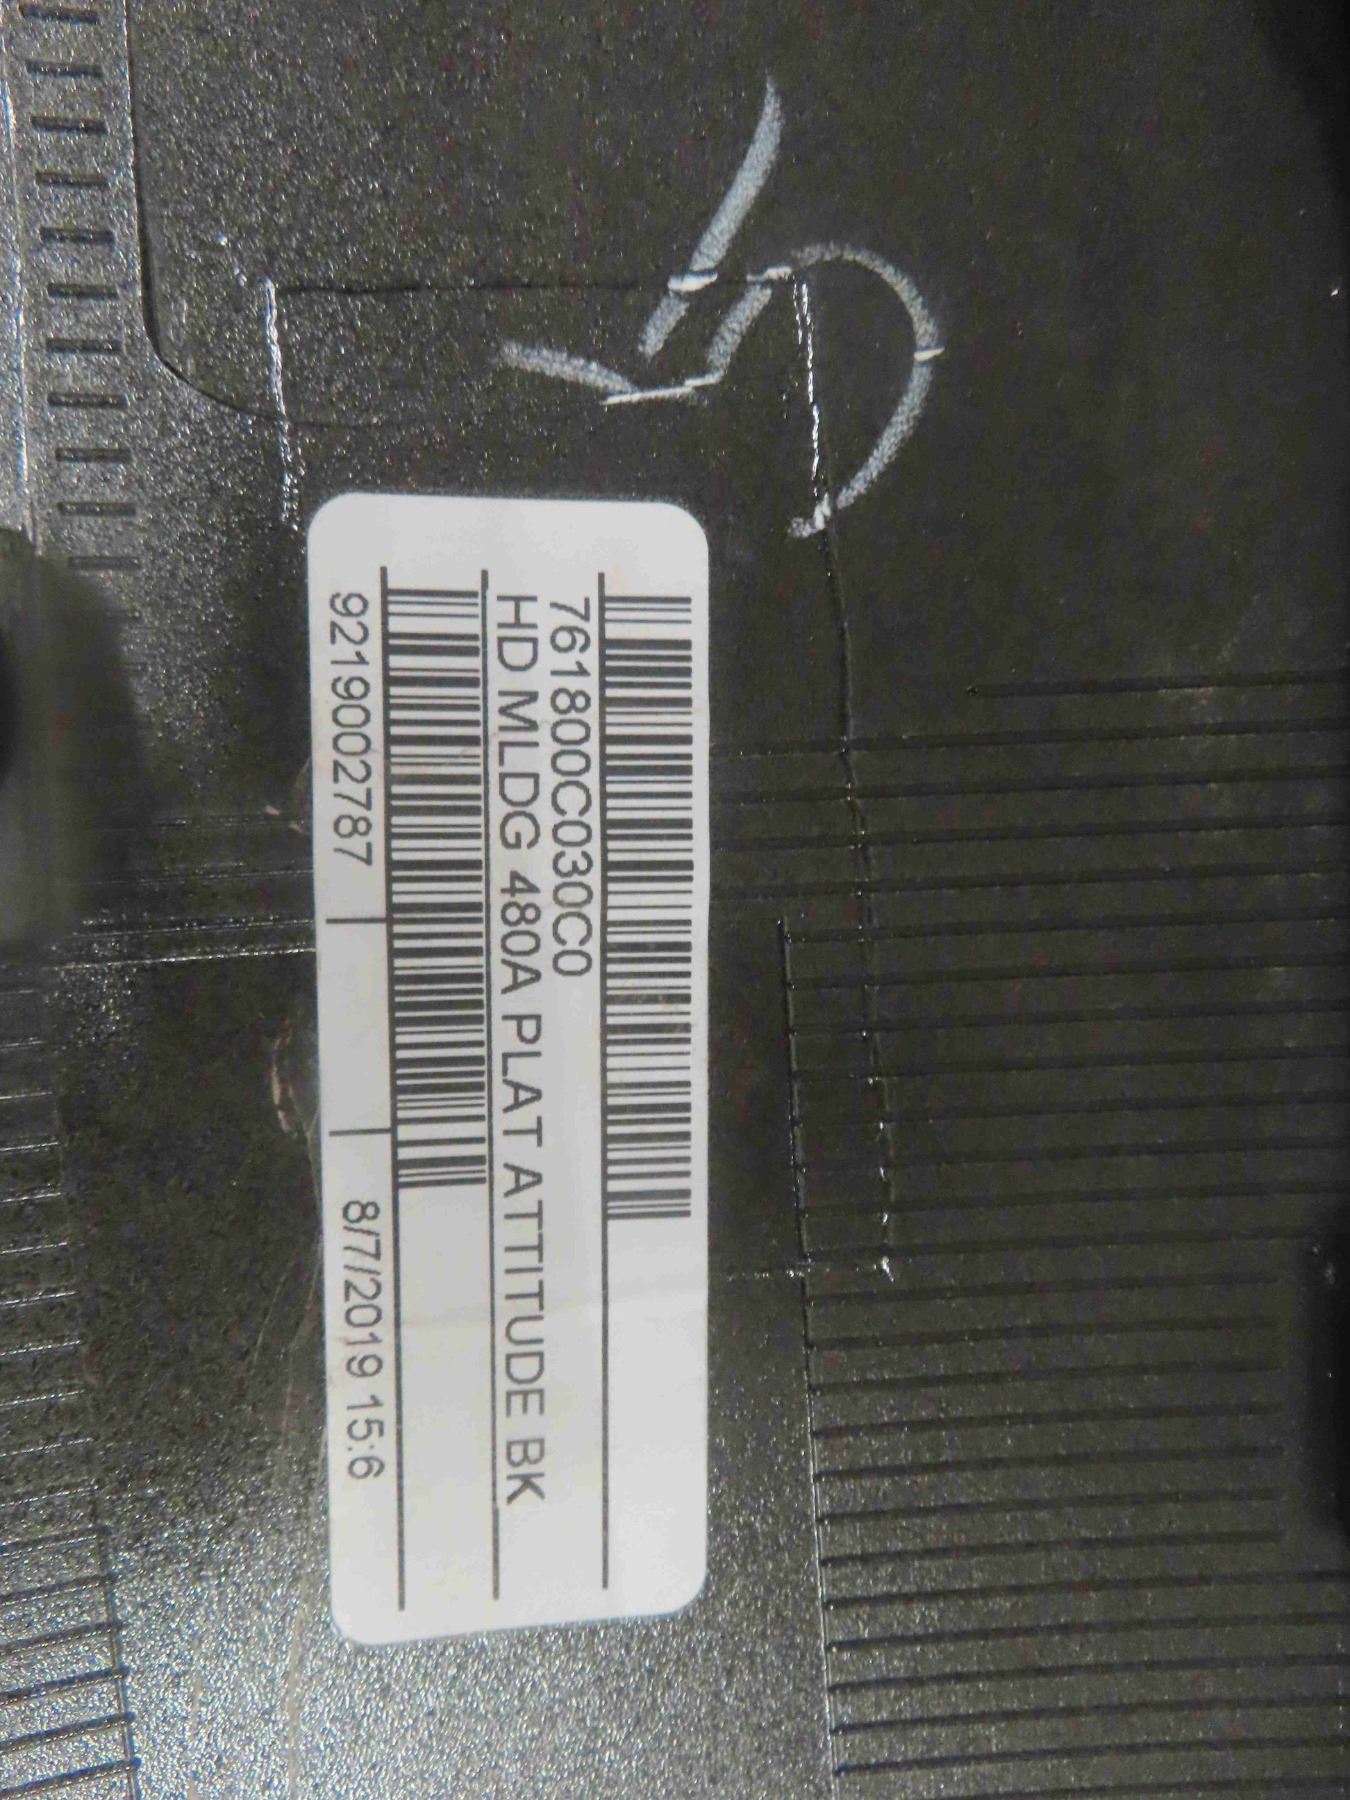 761800C030C0
HD MLDG 480A PLAT ATTITUDE BK
9219002787
8/7/2019 15:6